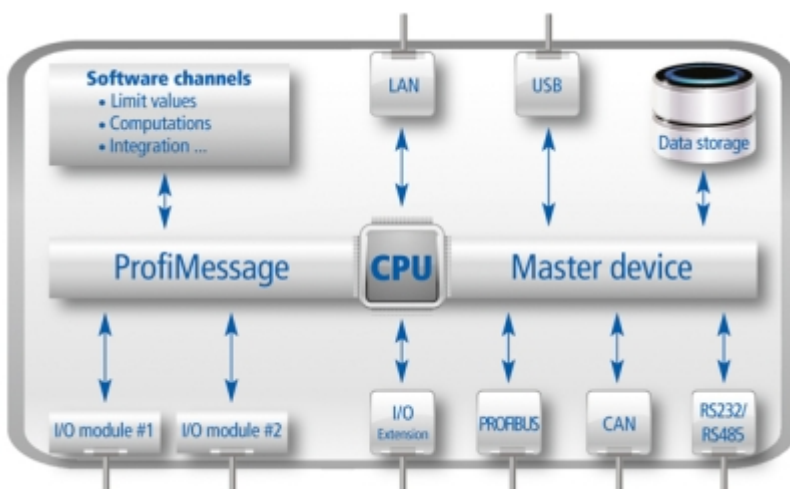 Software channels
• Limit values
• Computations
• Integration ...
LAN
USB
Data storage
ProfiMessage
CPU
Master device
I/O module #1
I/O module #2
I/O
Extension
PROFIBUS
CAN
RS232/
RS485